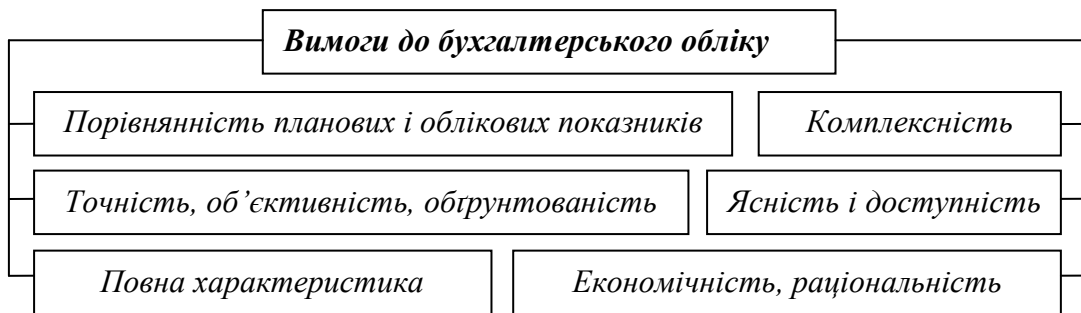 Вимоги до бухгалтерського обліку
Порівнянність планових і облікових показників
Комплексність
Точність, об’єктивність, обґрунтованість
Ясність і доступність
Повна характеристика
Економічність, раціональність